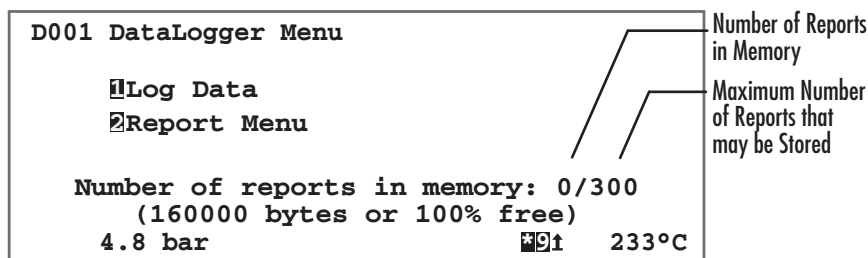 D001 DataLogger Menu
1Log Data
2Report Menu
Number of reports in memory: 0/300
(160000 bytes or 100% free)
4.8 bar *9↥ 233°C
Number of Reports
in Memory
Maximum Number
of Reports that
may be Stored